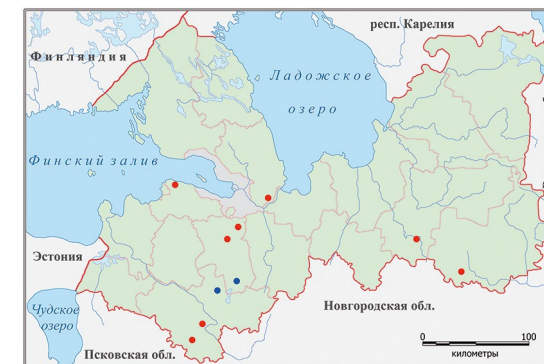 респ. Карелия
Финляндия
Ладожское
озеро
Финский залив
Эстония
Чудское
озеро
Новгородская обл.
Псковская обл.
0 100
километры